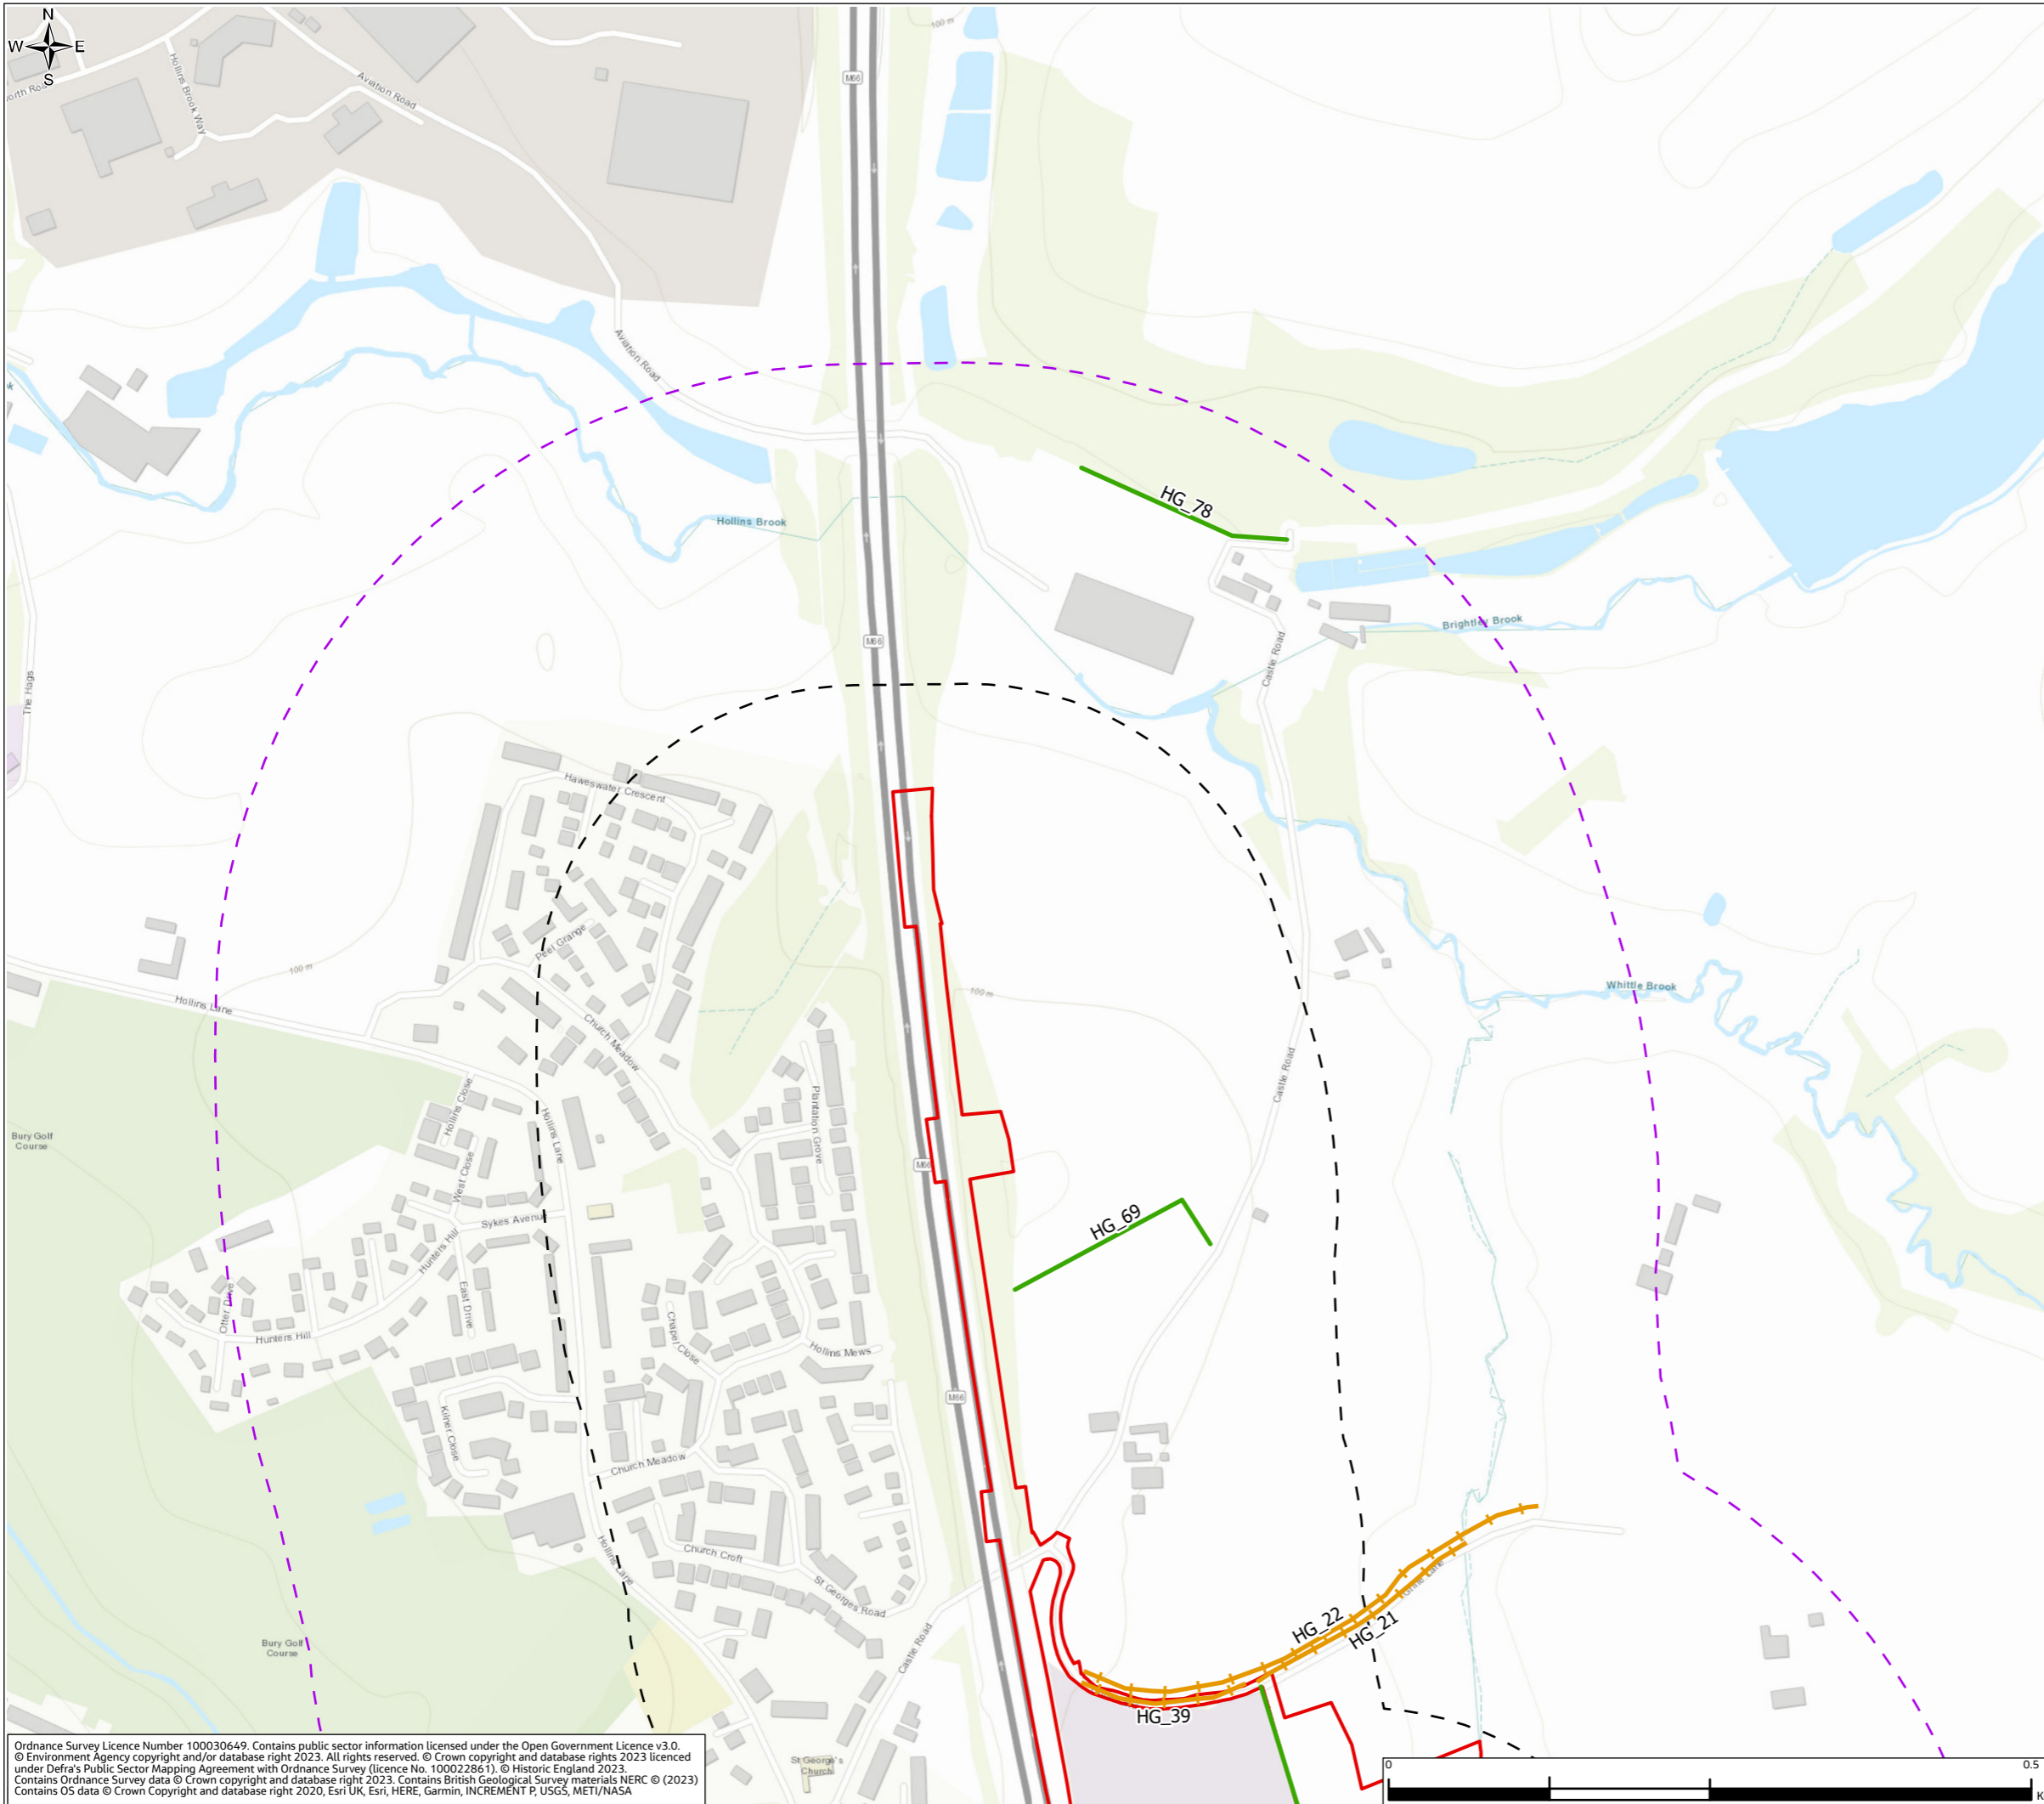 N
W E
S
100 m
M66
Hollins Brook Way
Aviation Road
Aviation Road
HG_78
Hollins Brook
Brightley Brook
M66
Castle Road
The Hags
Haweswater Crescent
Peel Grange
100 m
Hollins Lane
100 m
Whittle Brook
Church Meadow
Castle Road
Plantation Grove
Hollins Close
Hollins Lane
Bury Golf
Course
M66
West Close
Sykes Avenue
HG_69
Hunters Hill
Otter Drive
East Drive
Hunters Hill
Chapel Close
Hollins Mews
M66
Kilner Close
Church Meadow
Church Croft
Hollins Lane
St Georges Road
HG_22
HG_21
Castle Road
Bury Golf
Course
HG_39
St George's
Church
Ordnance Survey Licence Number 100030649. Contains public sector information licensed under the Open Government Licence v3.0.
© Environment Agency copyright and/or database right 2023. All rights reserved. © Crown copyright and database rights 2023 licenced
under Defra's Public Sector Mapping Agreement with Ordnance Survey (licence No. 100022861). © Historic England 2023.
Contains Ordnance Survey data © Crown copyright and database right 2023. Contains British Geological Survey materials NERC © (2023)
Contains OS data © Crown Copyright and database right 2020, Esri UK, Esri, HERE, Garmin, INCREMENT P, USGS, METI/NASA
0 0.5